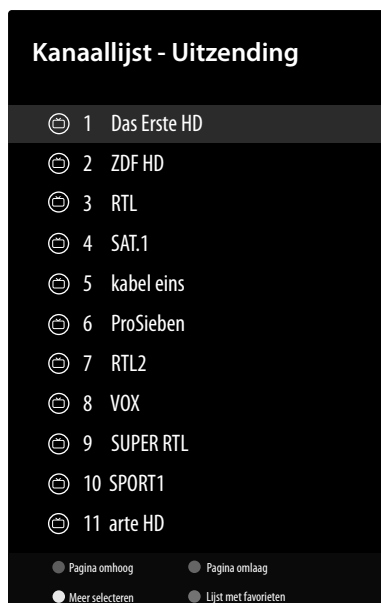 Kanaallijst - Uitzending
1 Das Erste HD
2 ZDF HD
3 RTL
4 SAT.1
5 kabel eins
6 ProSieben
7 RTL2
8 VOX
9 SUPER RTL
10 SPORT1
11 arte HD
Pagina omhoog Pagina omlaag
Meer selecteren Lijst met favorieten